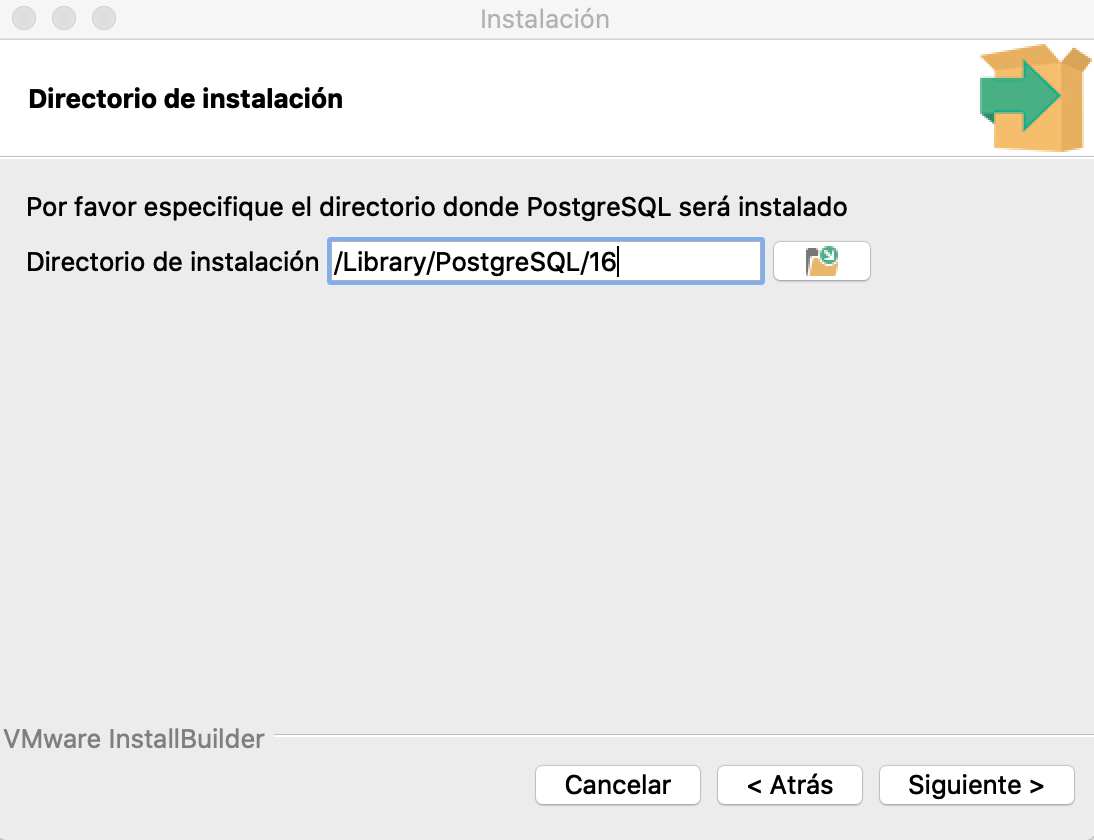 Instalación
Directorio de instalación
Por favor especifique el directorio donde PostgreSQL será instalado
Directorio de instalación /Library/PostgreSQL/16
VMware InstallBuilder
Cancelar < Atrás Siguiente >